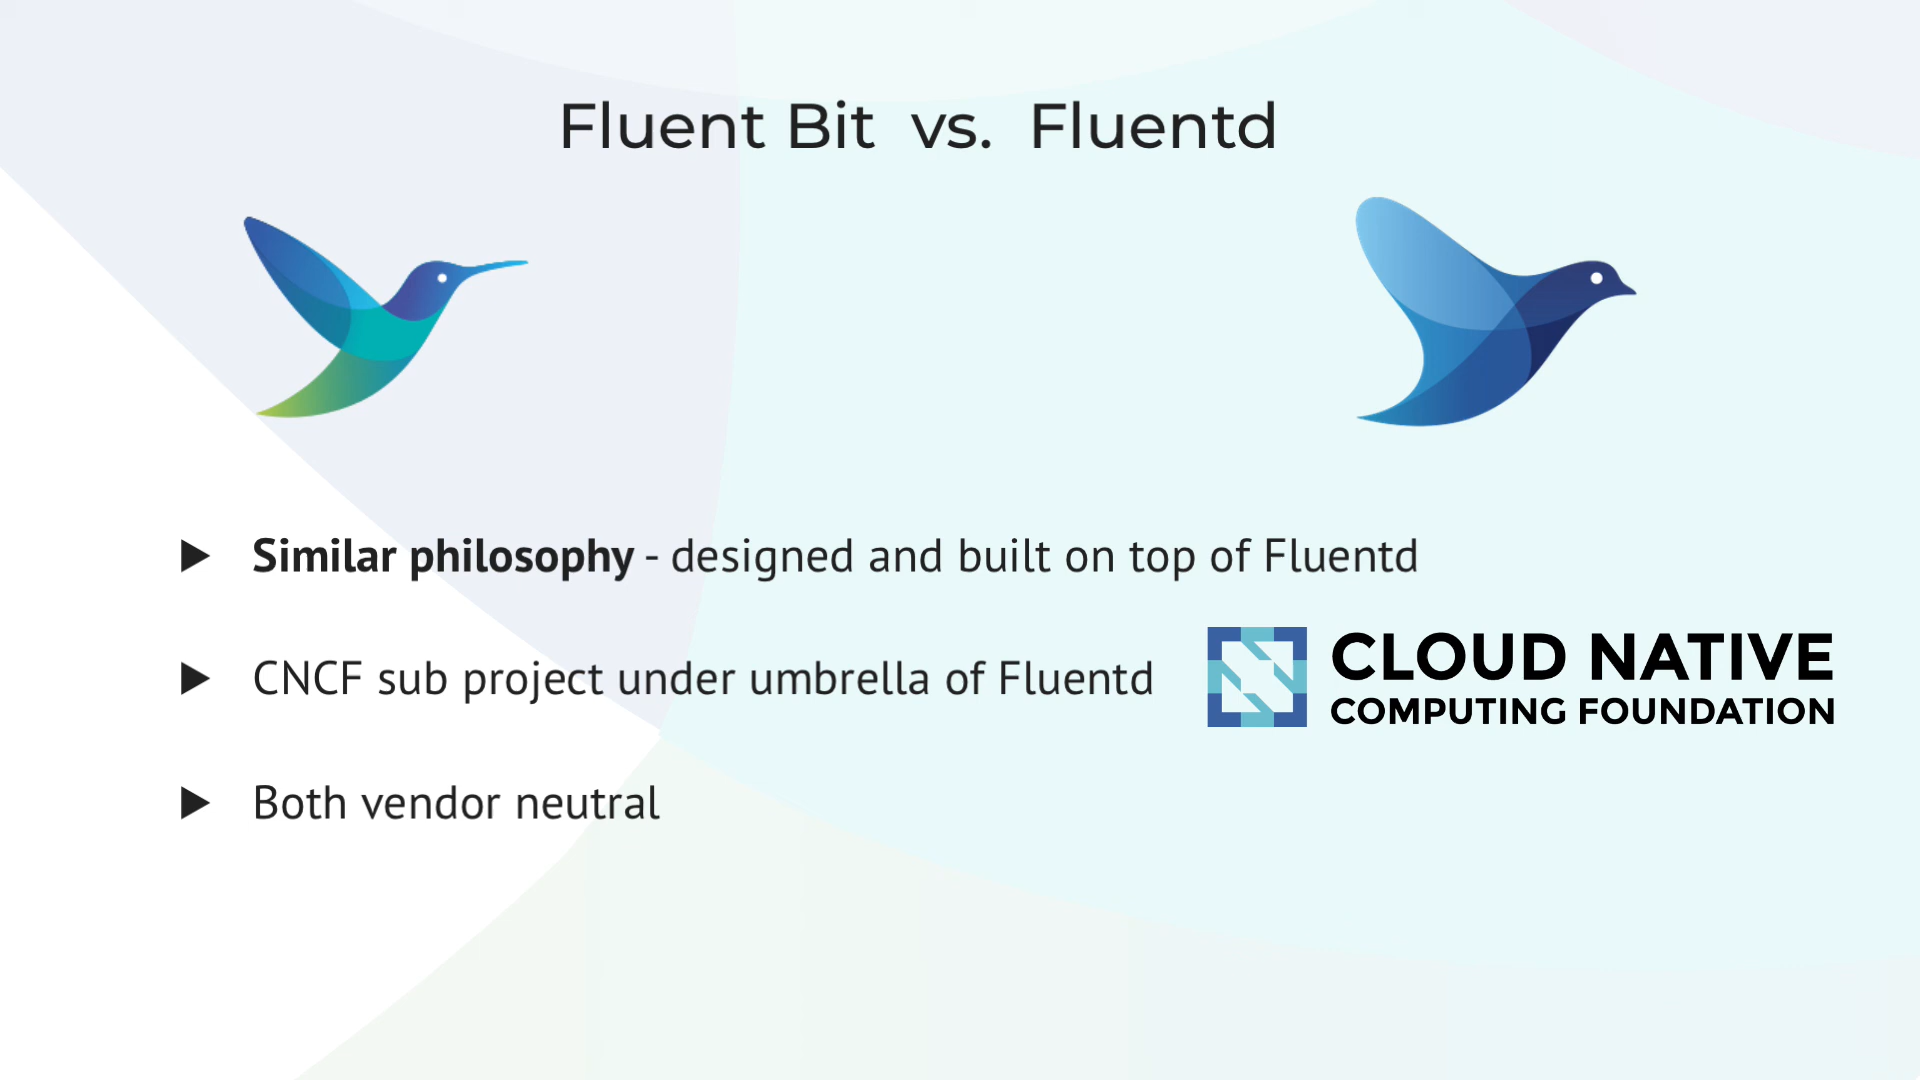 Fluent Bit vs. Fluentd
Similar philosophy - designed and built on top of Fluentd
CNCF sub project under umbrella of Fluentd
CLOUD NATIVE
COMPUTING FOUNDATION
Both vendor neutral